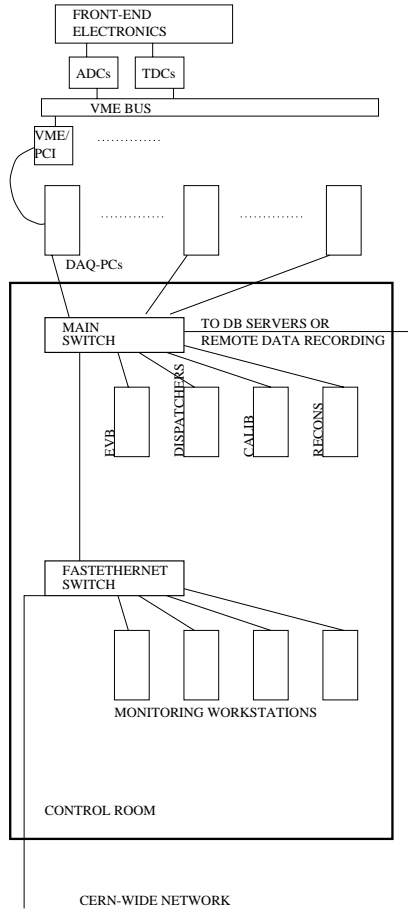 FRONT-END
ELECTRONICS
ADCs
TDCs
VME BUS
VME/
PCI
DAQ-PCs
MAIN
SWITCH
TO DB SERVERS OR
REMOTE DATA RECORDING
EVB
DISPATCHERS
CALIB
RECONS
FASTETHERNET
SWITCH
MONITORING WORKSTATIONS
CONTROL ROOM
CERN-WIDE NETWORK